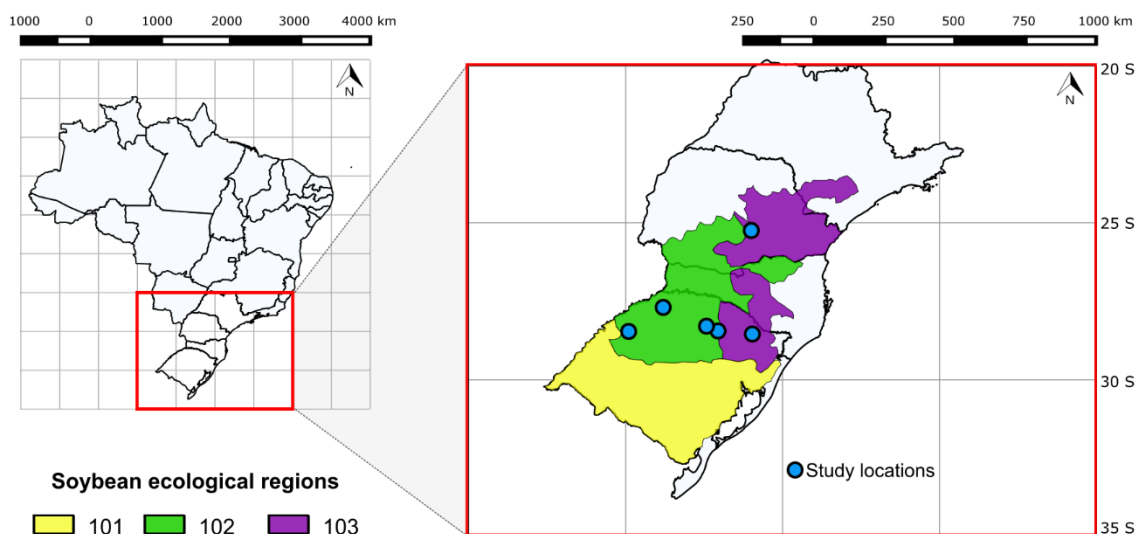 1000 0 1000 2000 3000 4000 km
250 0 250 500 750 1000 km
N
N
20 S
25 S
30 S
35 S
Study locations
Soybean ecological regions
101 102 103